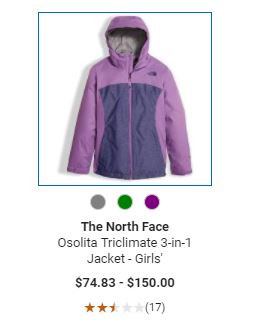 The North Face
Osolita Triclimate 3-in-1
Jacket - Girls'
$74.83 - $150.00
(17)